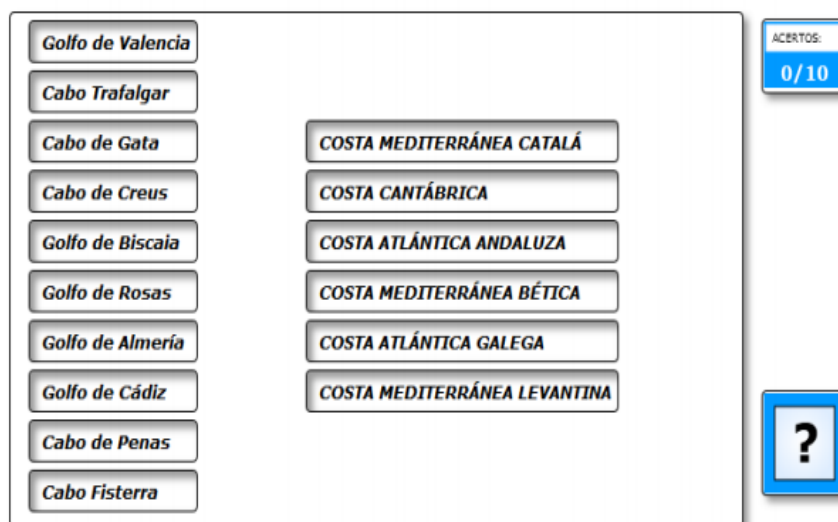 Golfo de Valencia
Cabo Trafalgar
Cabo de Gata
Cabo de Creus
Golfo de Biscaia
Golfo de Rosas
Golfo de Almería
Golfo de Cádiz
Cabo de Penas
Cabo Fisterra
COSTA MEDITERRÁNEA CATALÁ
COSTA CANTÁBRICA
COSTA ATLÁNTICA ANDALUZA
COSTA MEDITERRÁNEA BÉTICA
COSTA ATLÁNTICA GALEGA
COSTA MEDITERRÁNEA LEVANTINA
ACERTOS:
0/10
?